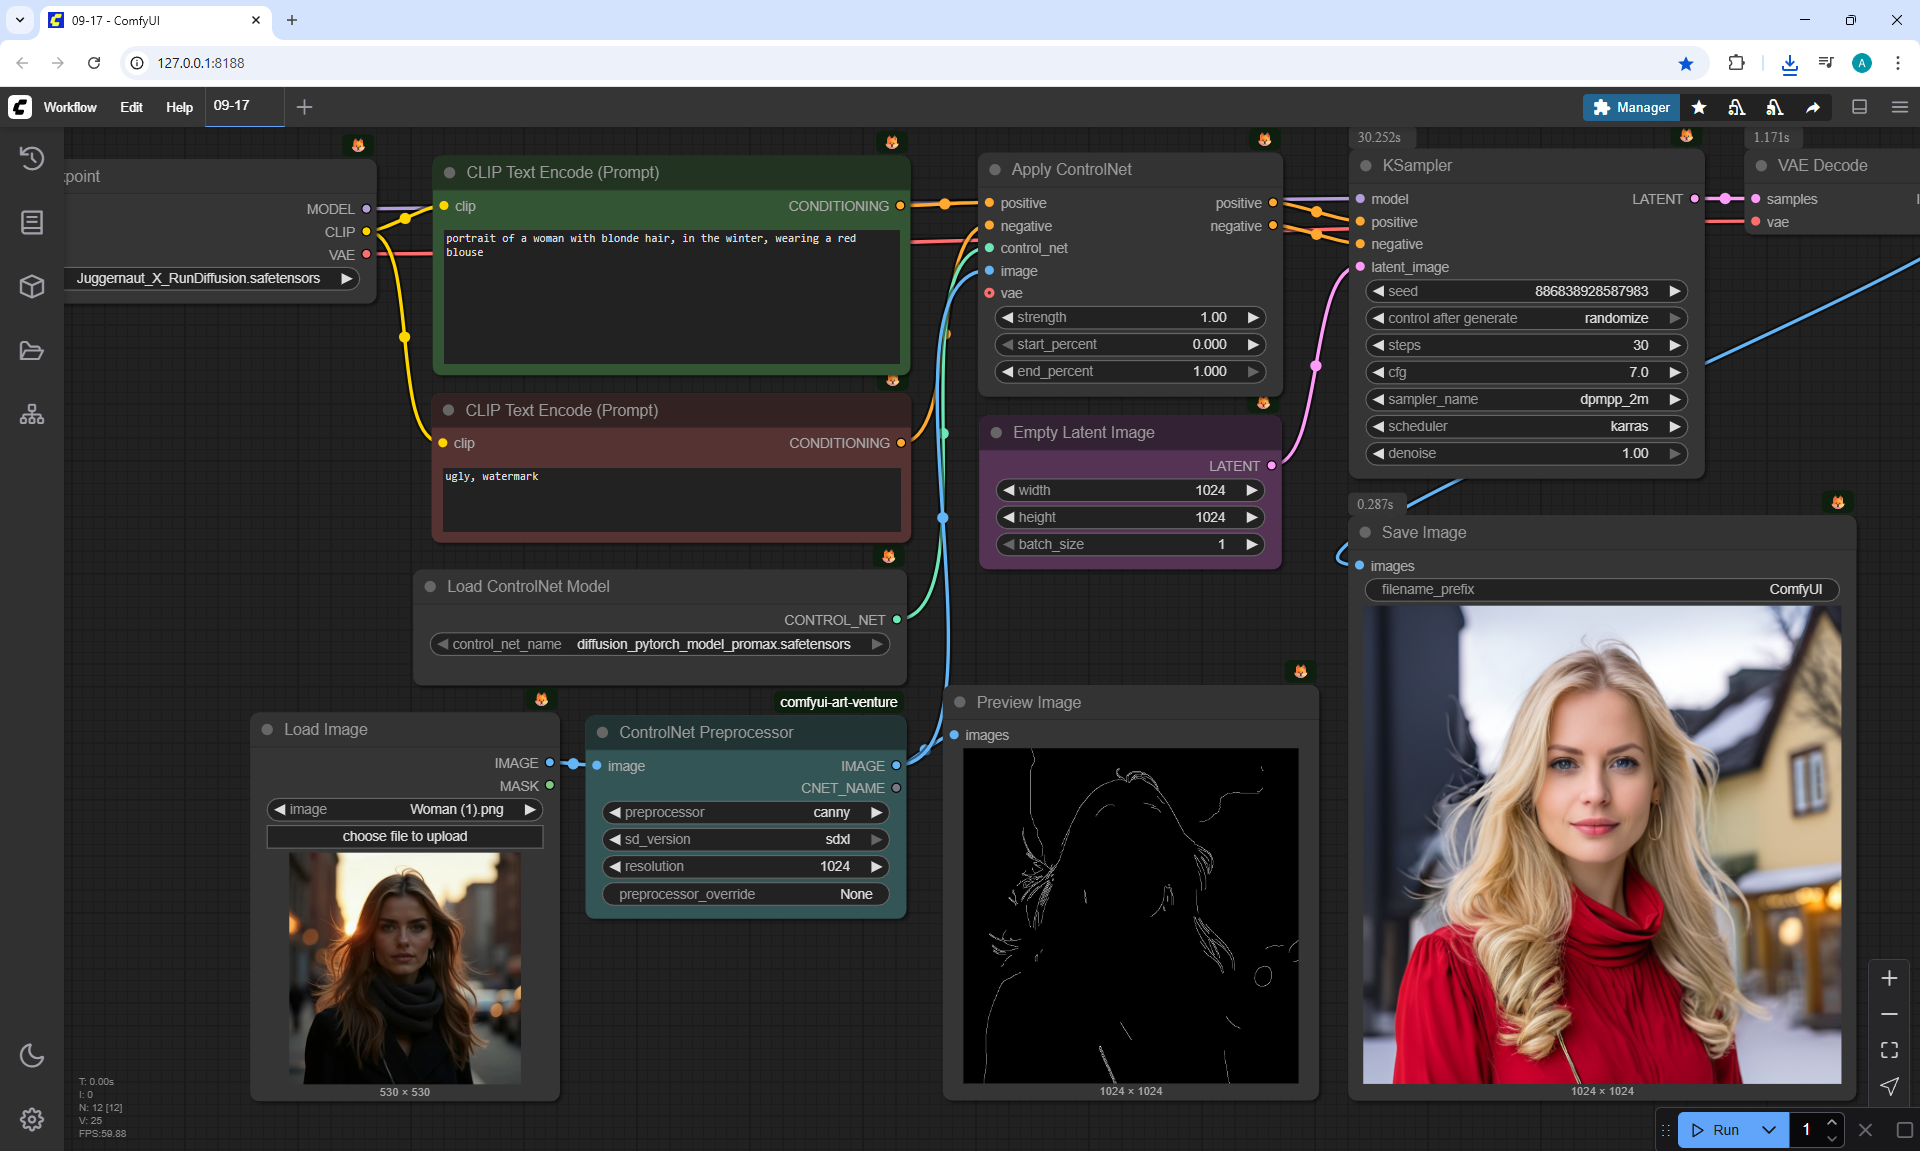 09-17 - ComfyUI
127.0.0.1:8188
Workflow Edit Help 09-17
Manager
30.252s
1.171s
point
MODEL
CLIP
VAE
Juggernaut_X_RunDiffusion.safetensors
CLIP Text Encode (Prompt)
clip CONDITIONING
portrait of a woman with blonde hair, in the winter, wearing a red
blouse
CLIP Text Encode (Prompt)
clip CONDITIONING
ugly, watermark
Load ControlNet Model
CONTROL_NET
control_net_name diffusion_pytorch_model_promax.safetensors
Load Image
IMAGE
MASK
image Woman (1).png
choose file to upload
530 × 530
comfyui-art-venture
ControlNet Preprocessor
image IMAGE
CNET_NAME
preprocessor canny
sd_version sdxl
resolution 1024
preprocessor_override None
Apply ControlNet
positive positive
negative negative
control_net
image
vae
strength 1.00
start_percent 0.000
end_percent 1.000
Empty Latent Image
LATENT
width 1024
height 1024
batch_size 1
Preview Image
images
1024 × 1024
KSampler
model LATENT
positive
negative
latent_image
seed 886838928587983
control after generate randomize
steps 30
cfg 7.0
sampler_name dpmpp_2m
scheduler karras
denoise 1.00
VAE Decode
samples
vae
0.287s
Save Image
images
filename_prefix ComfyUI
1024 × 1024
T: 0.00s
I: 0
N: 12 [12]
V: 25
FPS:59.88
Run 1
A